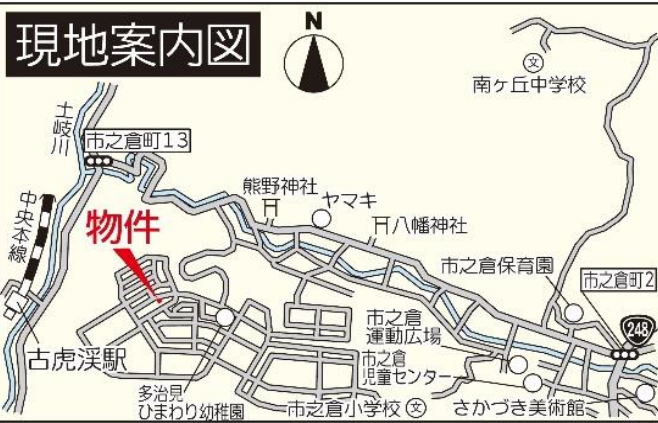 現地案内図
N
文
南ヶ丘中学校
土岐川
市之倉町13
熊野神社
ヤマキ
八幡神社
中央本線
物件
市之倉保育園
市之倉町2
248
市之倉
運動広場
古虎渓駅
市之倉
児童センター
多治見
ひまわり幼稚園
市之倉小学校 文
さかづき美術館